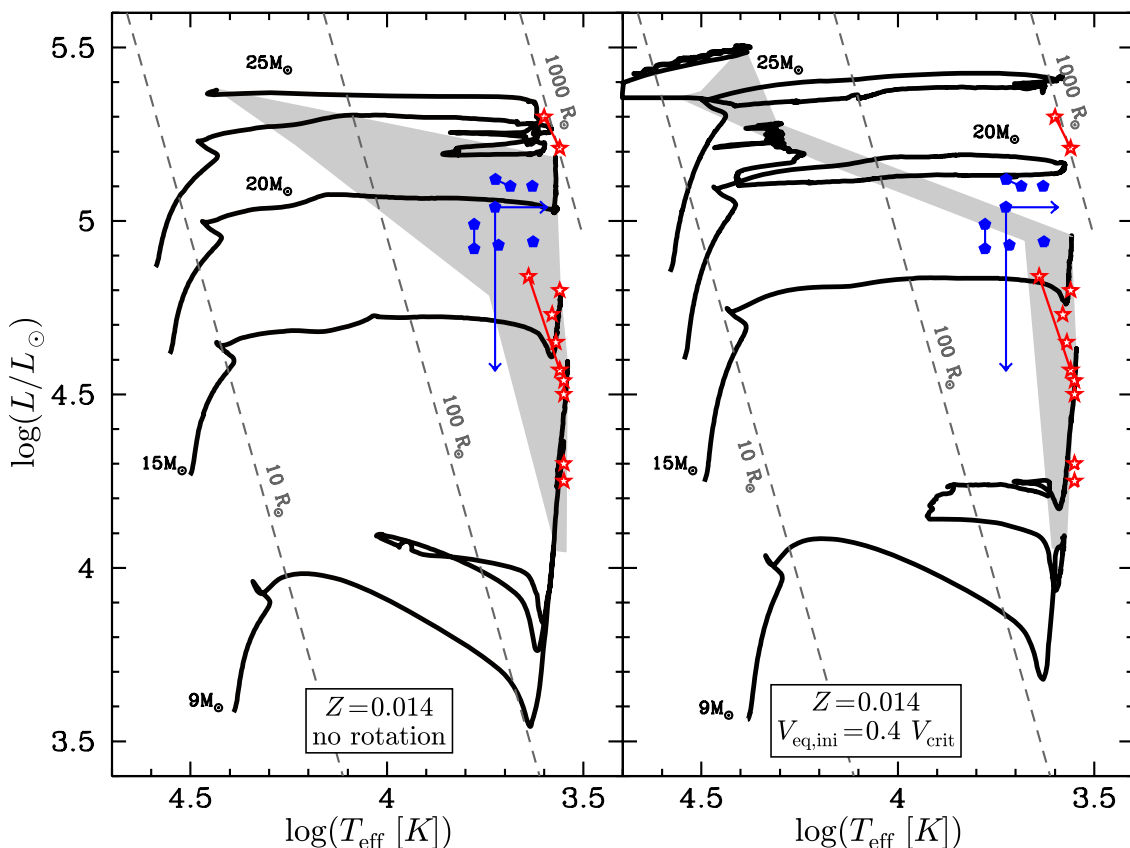 5.5
5
4.5
4
3.5
log(L/L⊙)
25M⊙
20M⊙
15M⊙
9M⊙
1000 R⊙
100 R⊙
10 R⊙
Z=0.014
no rotation
4.5
4
3.5
log(Teff [K])
25M⊙
20M⊙
15M⊙
9M⊙
1000 R⊙
100 R⊙
10 R⊙
Z=0.014
Veq,ini=0.4 Vcrit
4.5
4
3.5
log(Teff [K])